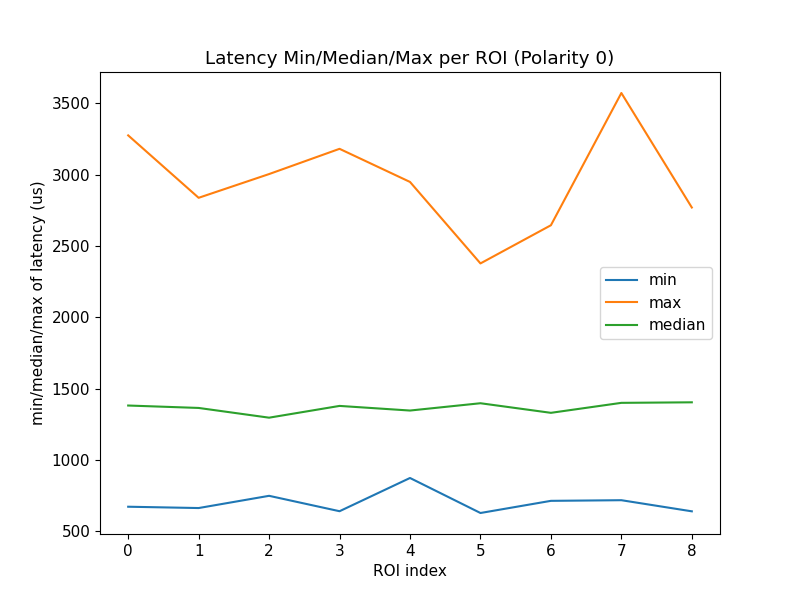 Latency Min/Median/Max per ROI (Polarity 0)
min/median/max of latency (us)
3500
3000
2500
2000
1500
1000
500
min
max
median
0 1 2 3 4 5 6 7 8
ROI index